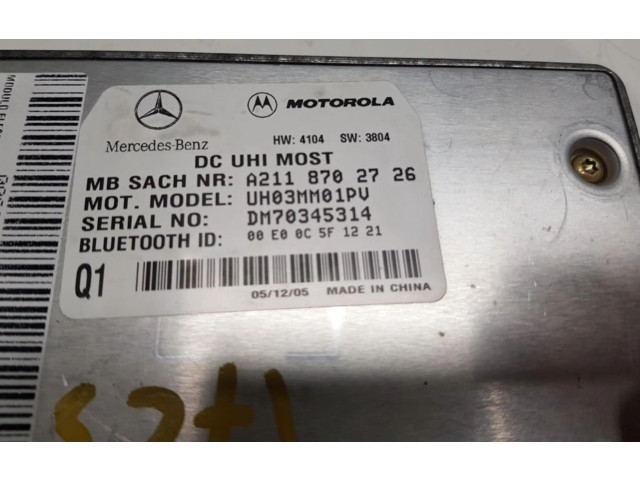 MOTOROLA
Mercedes-Benz
HW: 4104 SW: 3804
DC UHI MOST
MB SACH NR: A211 870 27 26
MOT. MODEL: UH03MM01PV
SERIAL NO: DM70345314
BLUETOOTH ID: 00 E0 0C 5F 12 21
Q1
05/12/05 MADE IN CHINA